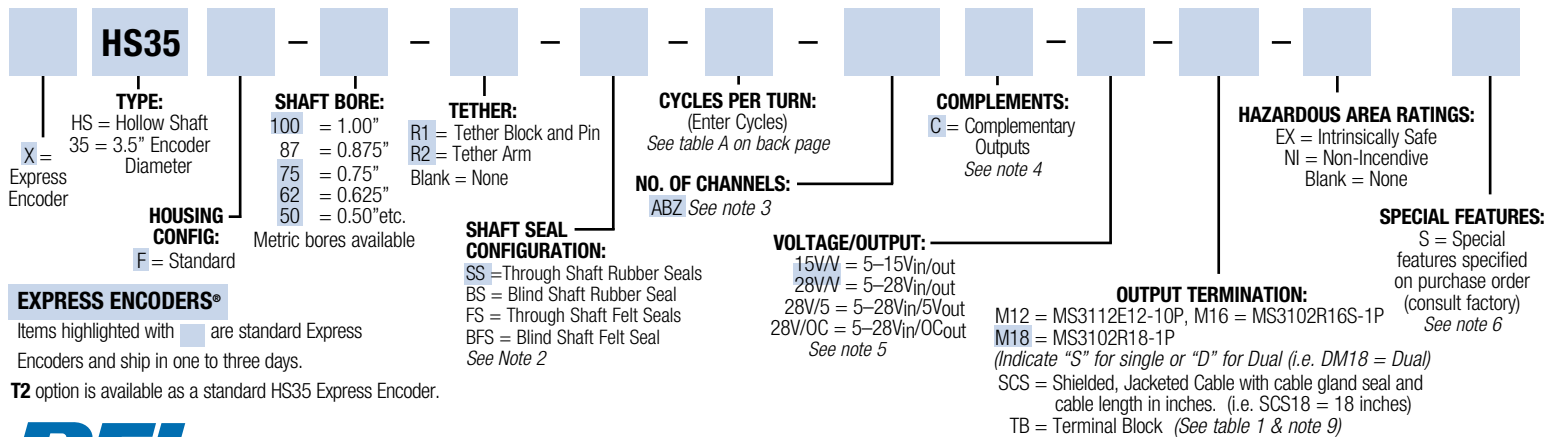 HS35 – – – – – – – –
X =
Express
Encoder
TYPE:
HS = Hollow Shaft
35 = 3.5" Encoder
Diameter
HOUSING
CONFIG:
F = Standard
SHAFT BORE:
100 = 1.00"
87 = 0.875"
75 = 0.75"
62 = 0.625"
50 = 0.50"etc.
Metric bores available
TETHER:
R1 = Tether Block and Pin
R2 = Tether Arm
Blank = None
SHAFT SEAL
CONFIGURATION:
SS =Through Shaft Rubber Seals
BS = Blind Shaft Rubber Seal
FS = Through Shaft Felt Seals
BFS = Blind Shaft Felt Seal
See Note 2
CYCLES PER TURN:
(Enter Cycles)
See table A on back page
NO. OF CHANNELS:
ABZ See note 3
COMPLEMENTS:
C = Complementary
Outputs
See note 4
VOLTAGE/OUTPUT:
15V/V = 5–15Vin/out
28V/V = 5–28Vin/out
28V/5 = 5–28Vin/5Vout
28V/OC = 5–28Vin/OCout
See note 5
OUTPUT TERMINATION:
M12 = MS3112E12-10P, M16 = MS3102R16S-1P
M18 = MS3102R18-1P
(Indicate "S" for single or "D" for Dual (i.e. DM18 = Dual)
SCS = Shielded, Jacketed Cable with cable gland seal and
cable length in inches. (i.e. SCS18 = 18 inches)
TB = Terminal Block (See table 1 & note 9)
HAZARDOUS AREA RATINGS:
EX = Intrinsically Safe
NI = Non-Incendive
Blank = None
SPECIAL FEATURES:
S = Special
features specified
on purchase order
(consult factory)
See note 6
EXPRESS ENCODERS®
Items highlighted with are standard Express
Encoders and ship in one to three days.
T2 option is available as a standard HS35 Express Encoder.